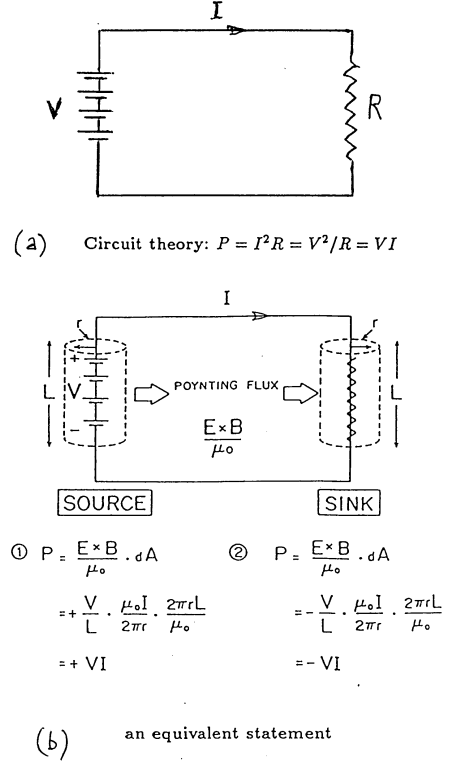 I
V R
(a) Circuit theory: P = I²R = V²/R = VI
I
r r
+
L V POYNTING FLUX L
−
E × B
μ₀
SOURCE SINK
① P = E × B / μ₀ · dA ② P = E × B / μ₀ · dA
= + V/L · μ₀I/2πr · 2πrL/μ₀ = − V/L · μ₀I/2πr · 2πrL/μ₀
= + VI = − VI
(b) an equivalent statement